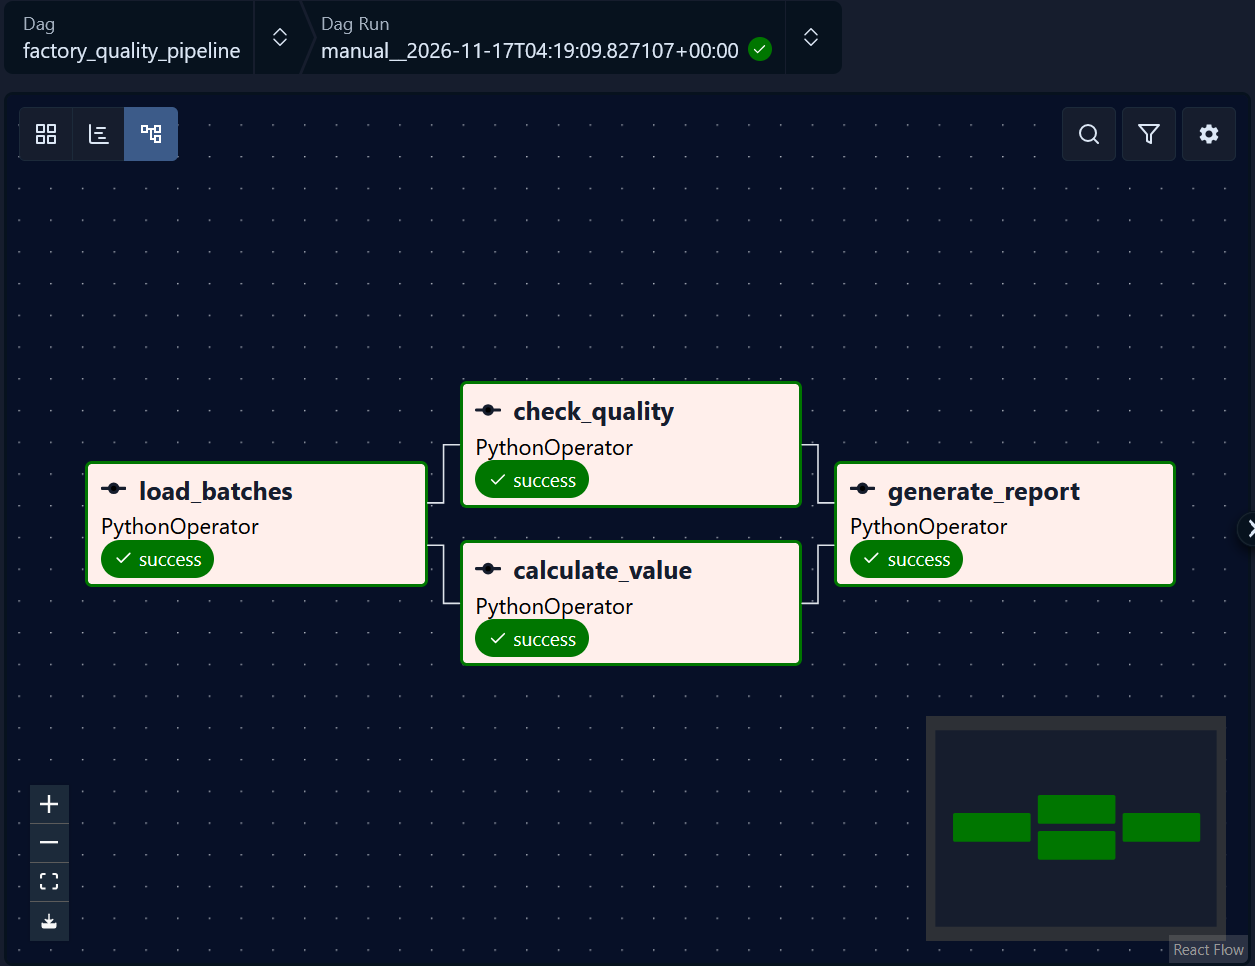 Dag
factory_quality_pipeline
Dag Run
manual__2026-11-17T04:19:09.827107+00:00
load_batches
PythonOperator
success
check_quality
PythonOperator
success
calculate_value
PythonOperator
success
generate_report
PythonOperator
success
React Flow